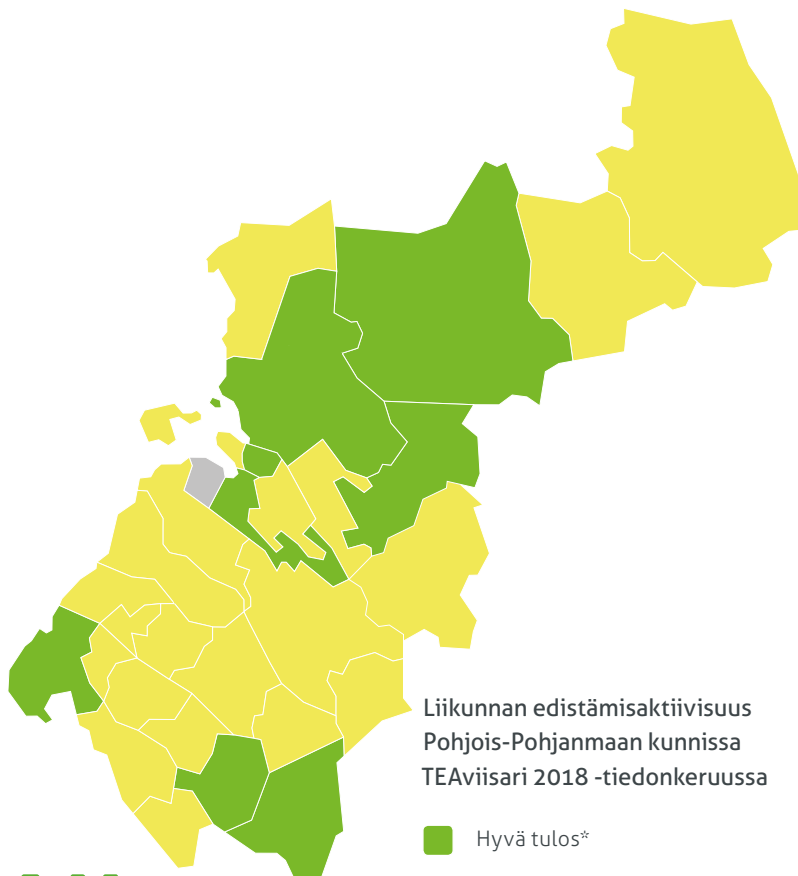 Liikunnan edistämisaktiivisuus
Pohjois-Pohjanmaan kunnissa
TEAviisari 2018 -tiedonkeruussa
Hyvä tulos*